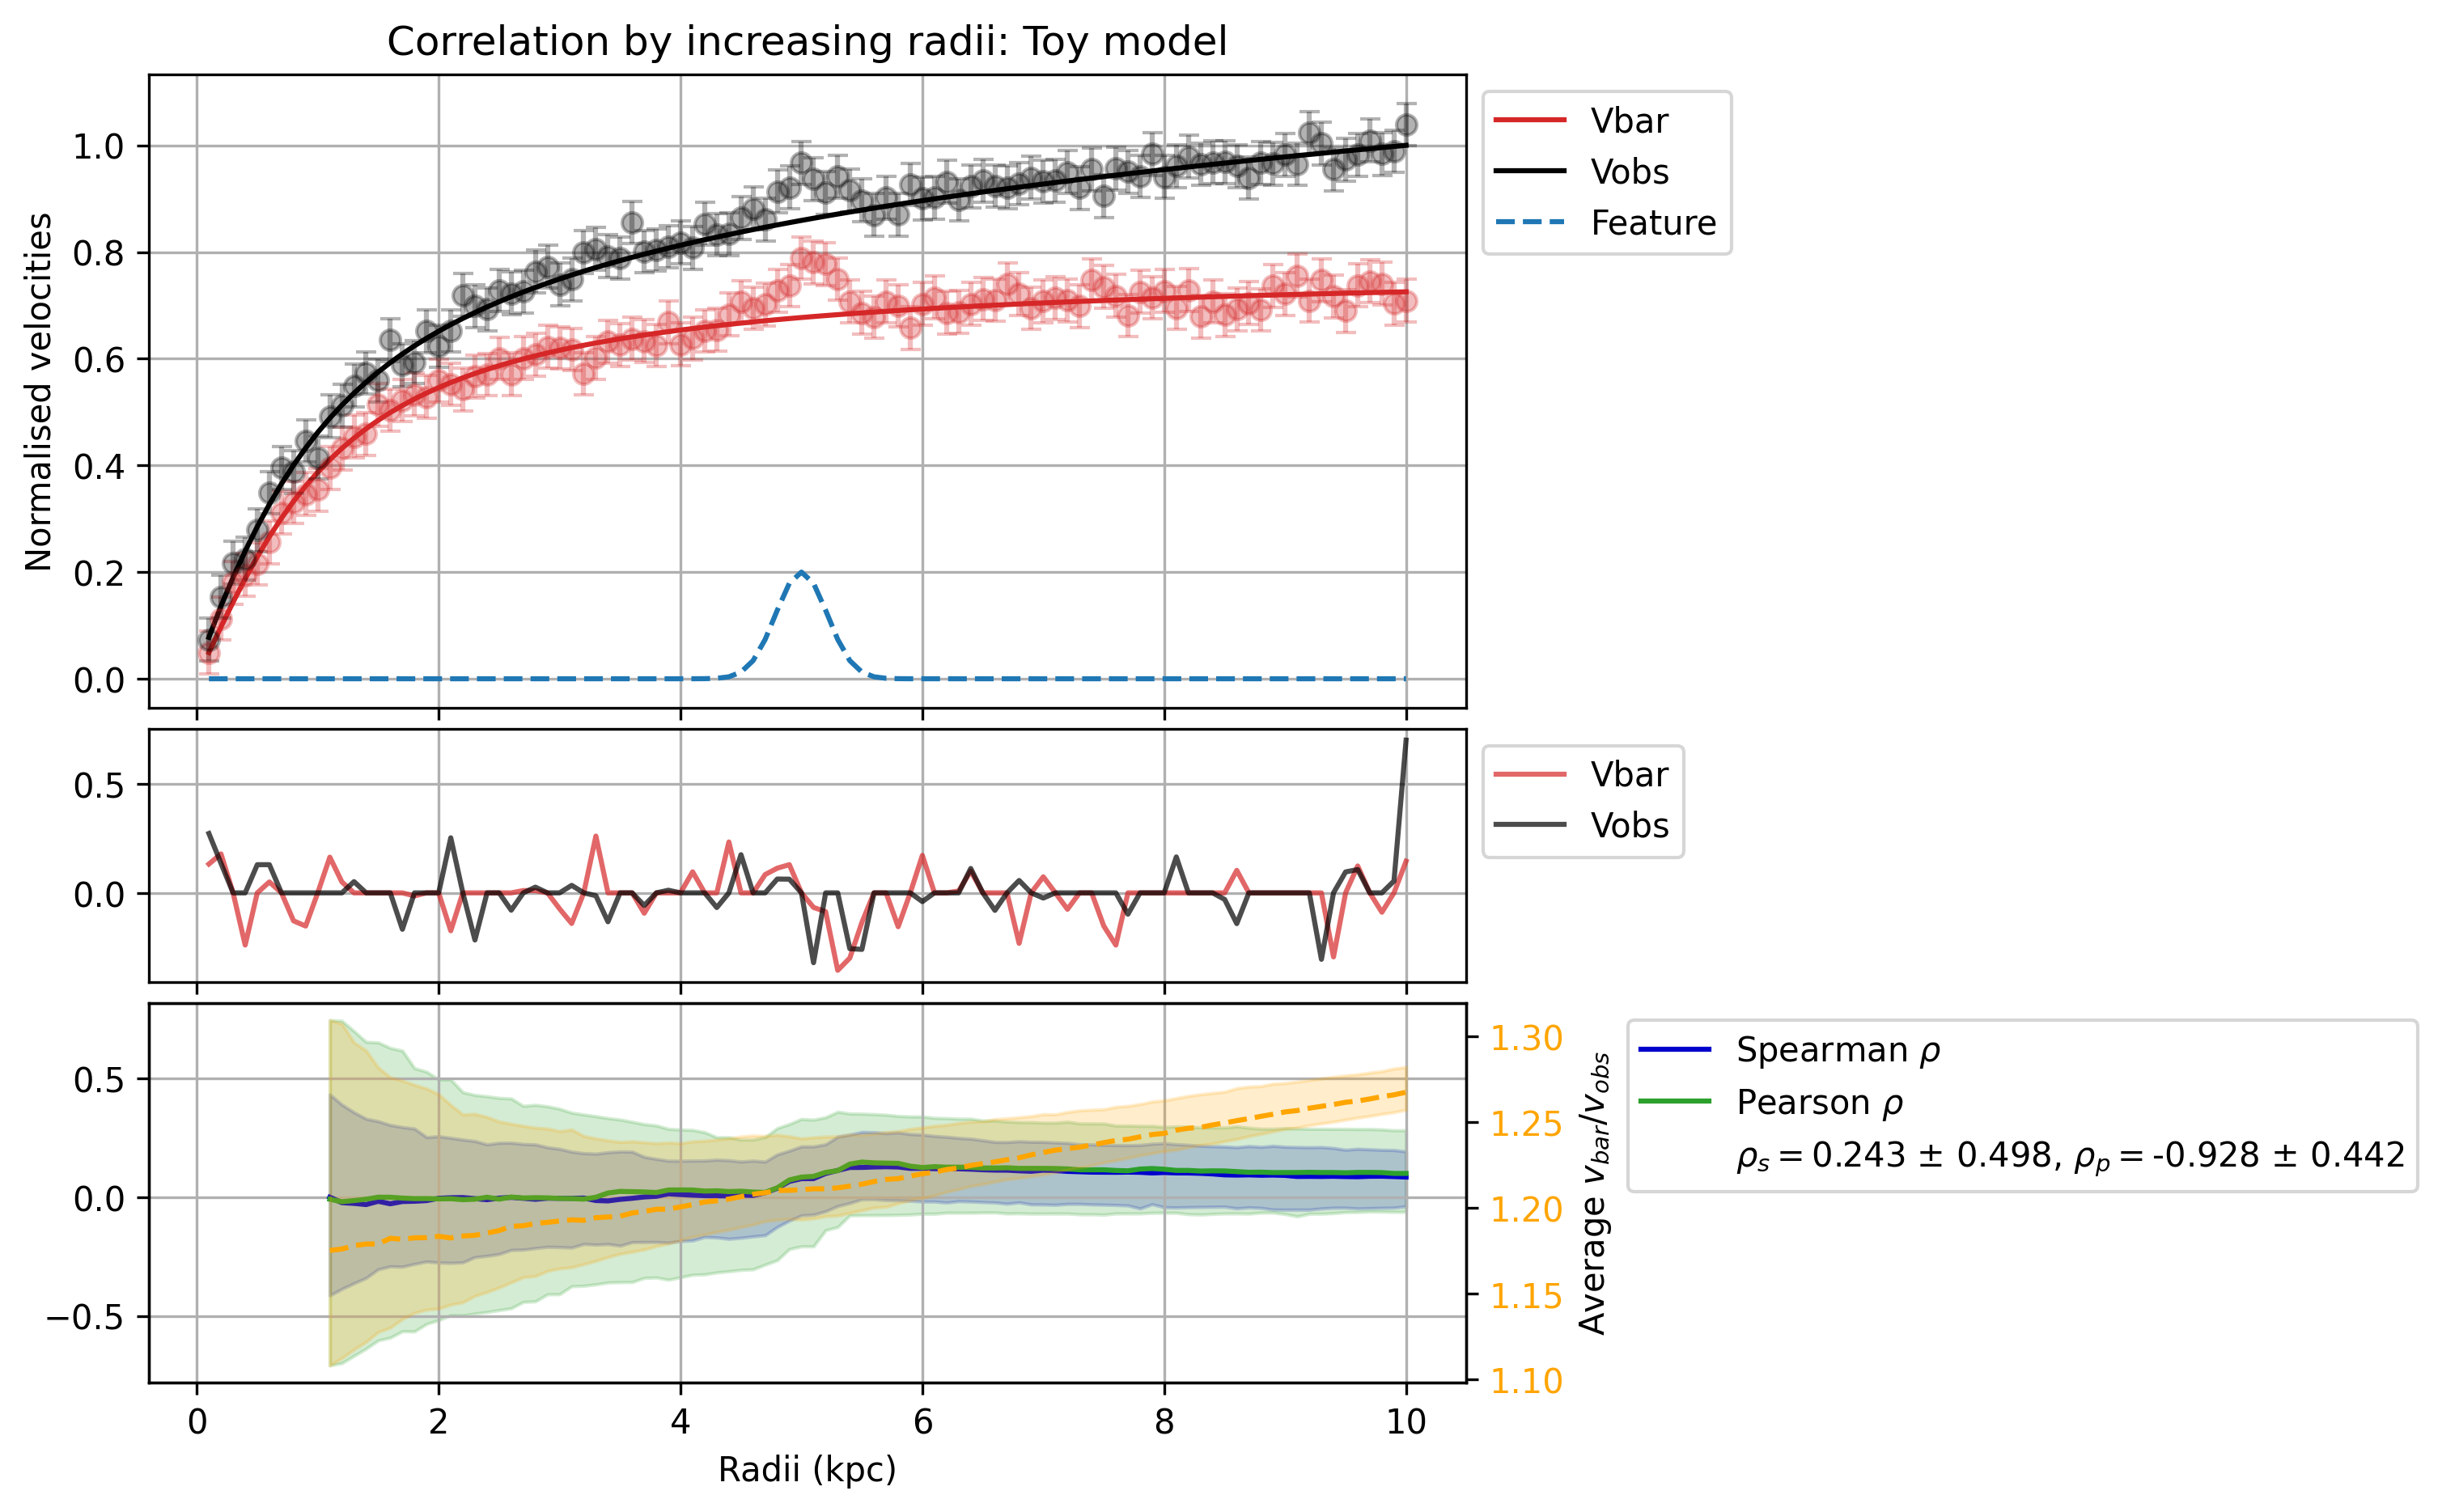 Correlation by increasing radii: Toy model
Normalised velocities
1.0
0.8
0.6
0.4
0.2
0.0
Vbar
Vobs
Feature
0.5
0.0
Vbar
Vobs
0.5
0.0
−0.5
1.30
1.25
1.20
1.15
1.10
Average v_bar/v_obs
Spearman ρ
Pearson ρ
ρ_s = 0.243 ± 0.498, ρ_p = -0.928 ± 0.442
0 2 4 6 8 10
Radii (kpc)